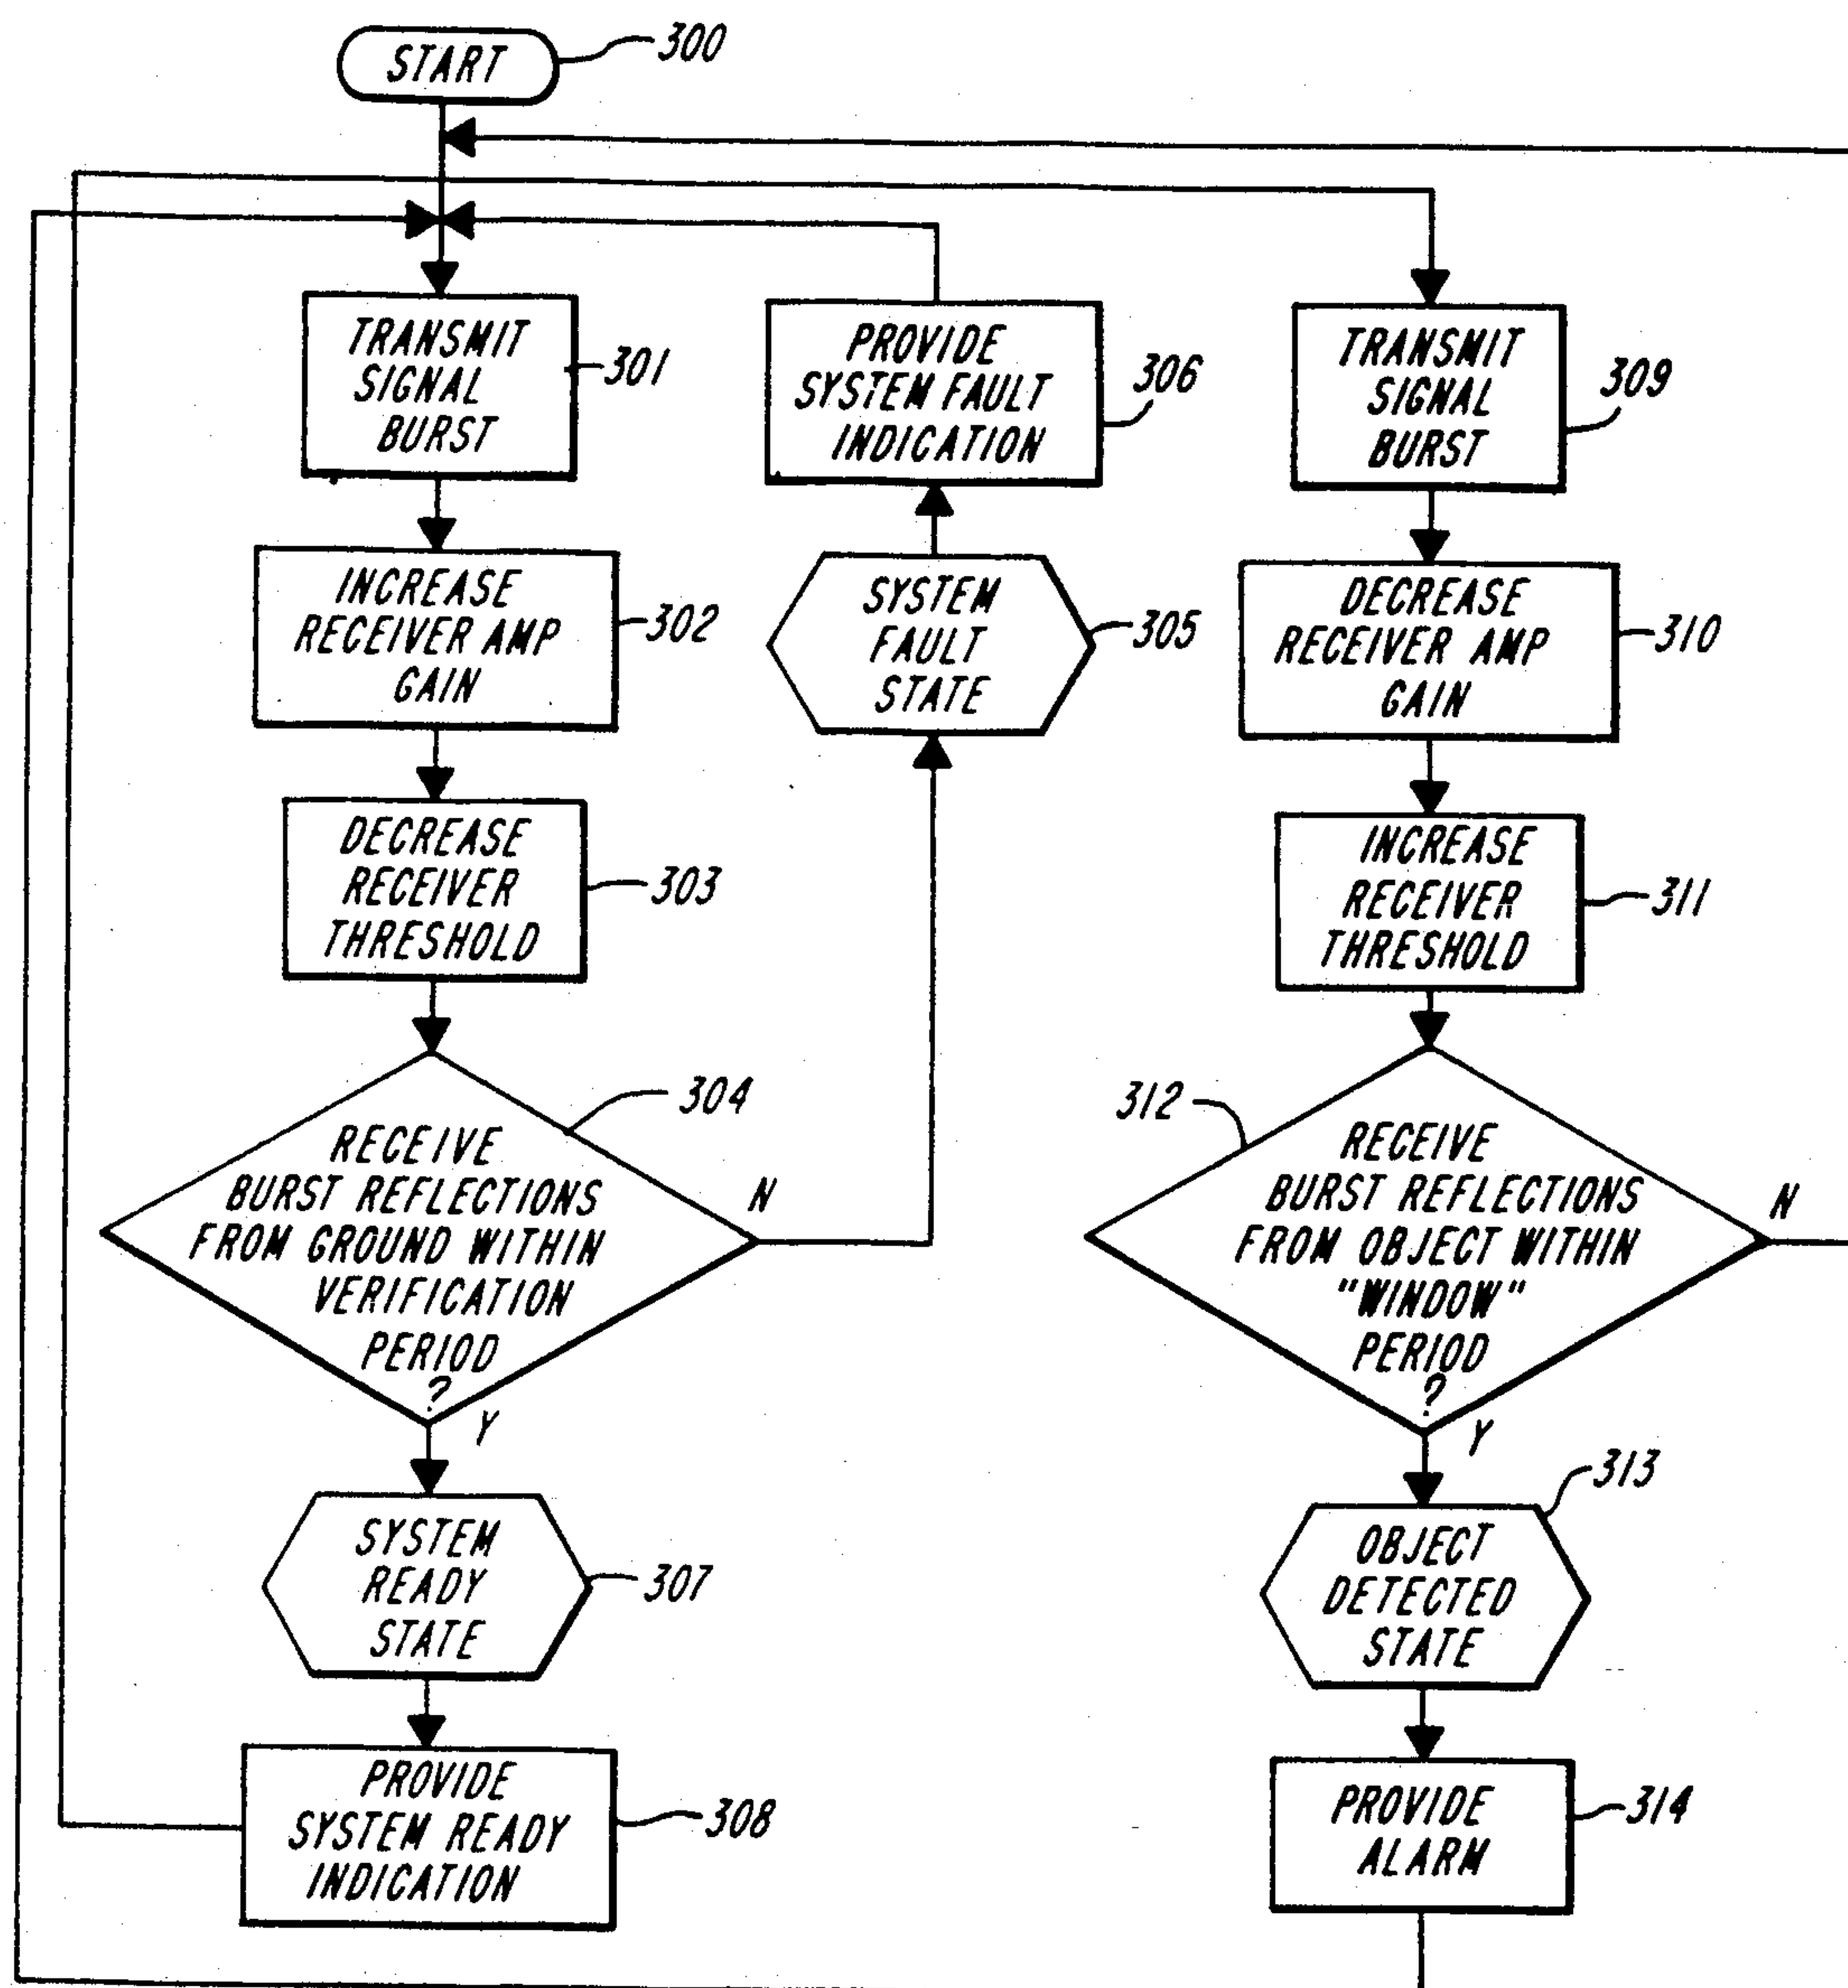 START
300
TRANSMIT
SIGNAL
BURST
301
INCREASE
RECEIVER AMP
GAIN
302
DECREASE
RECEIVER
THRESHOLD
303
RECEIVE
BURST REFLECTIONS
FROM GROUND WITHIN
VERIFICATION
PERIOD
?
304
N
Y
SYSTEM
FAULT
STATE
305
PROVIDE
SYSTEM FAULT
INDICATION
306
SYSTEM
READY
STATE
307
PROVIDE
SYSTEM READY
INDICATION
308
TRANSMIT
SIGNAL
BURST
309
DECREASE
RECEIVER AMP
GAIN
310
INCREASE
RECEIVER
THRESHOLD
311
RECEIVE
BURST REFLECTIONS
FROM OBJECT WITHIN
"WINDOW"
PERIOD
?
312
N
Y
OBJECT
DETECTED
STATE
313
PROVIDE
ALARM
314